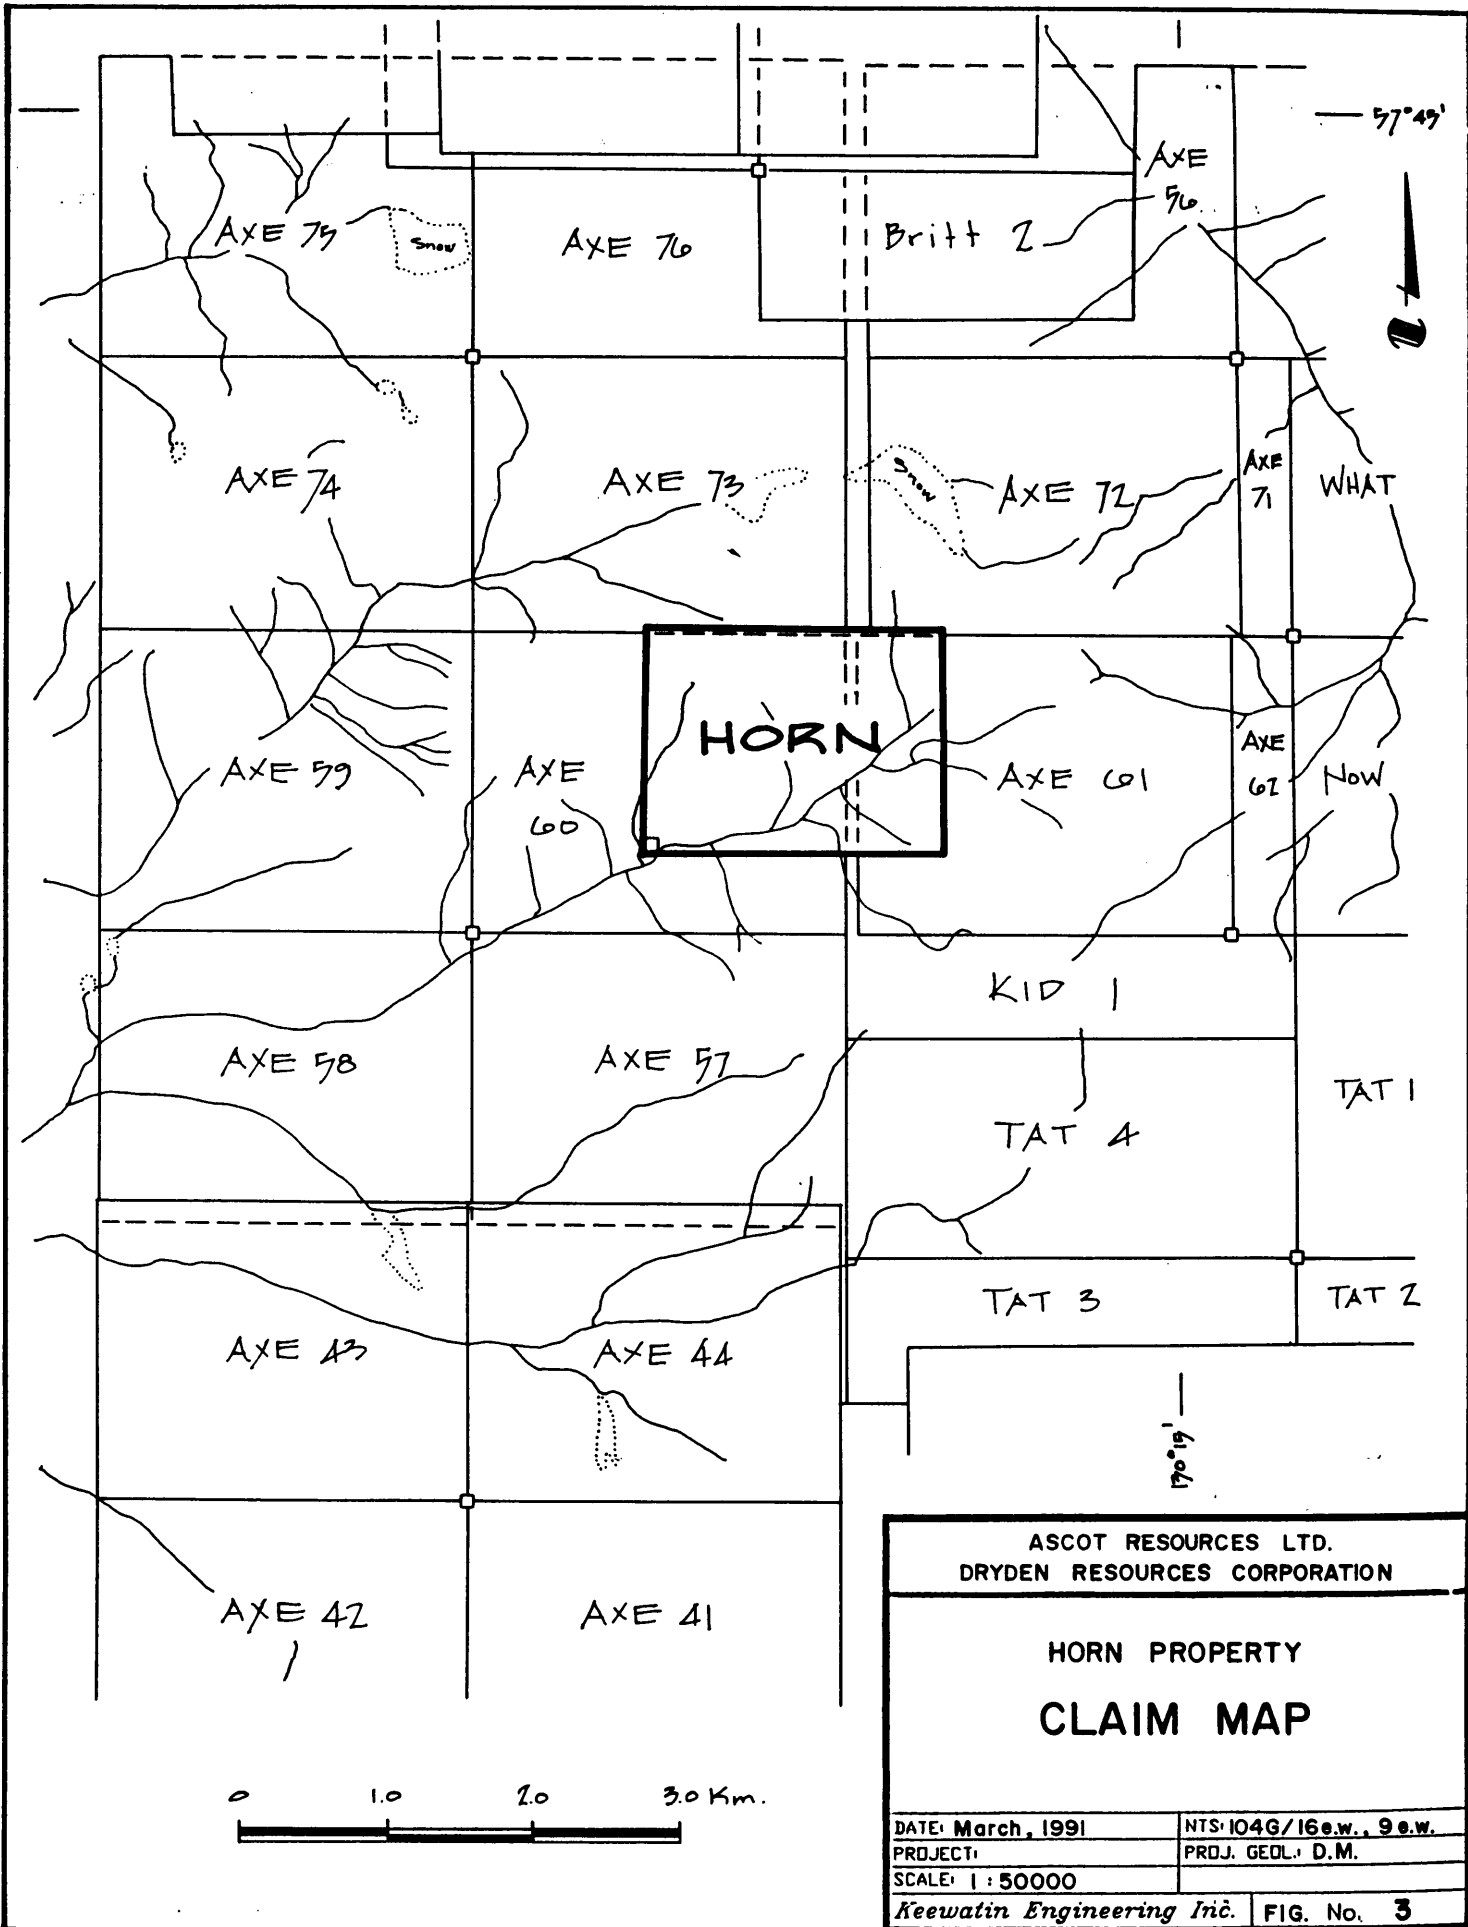 57°45'
AXE
56
AXE 75
Snow
AXE 76
Britt 2
n
AXE 74
AXE 73
Snow
AXE 72
AXE
71
WHAT
HORN
AXE 59
AXE
60
AXE 61
AXE
62
NOW
KID 1
AXE 58
AXE 57
TAT 1
TAT 4
TAT 3
TAT 2
AXE 43
AXE 44
130°15'
AXE 42
AXE 41
0 1.0 2.0 3.0 Km.
ASCOT RESOURCES LTD.
DRYDEN RESOURCES CORPORATION
HORN PROPERTY
CLAIM MAP
DATE: March, 1991
NTS: 104G/16e.w., 9 e.w.
PROJECT:
PROJ. GEOL.: D.M.
SCALE: 1 : 50000
Keewatin Engineering Inc.
FIG. No. 3